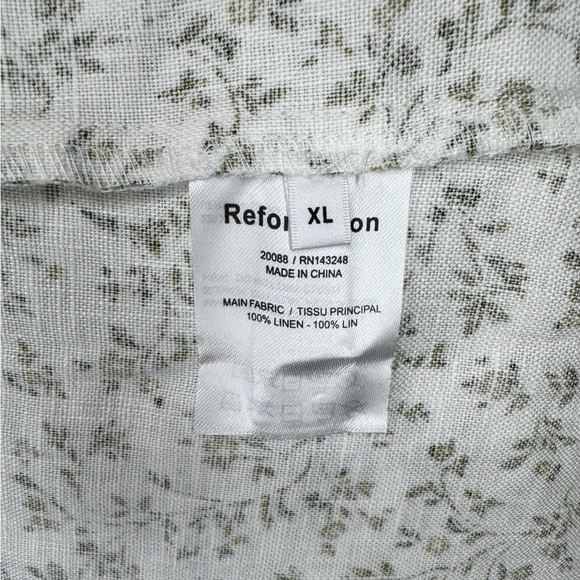 Refor XL on
20088 / RN143248
MADE IN CHINA
MAIN FABRIC / TISSU PRINCIPAL
100% LINEN - 100% LIN